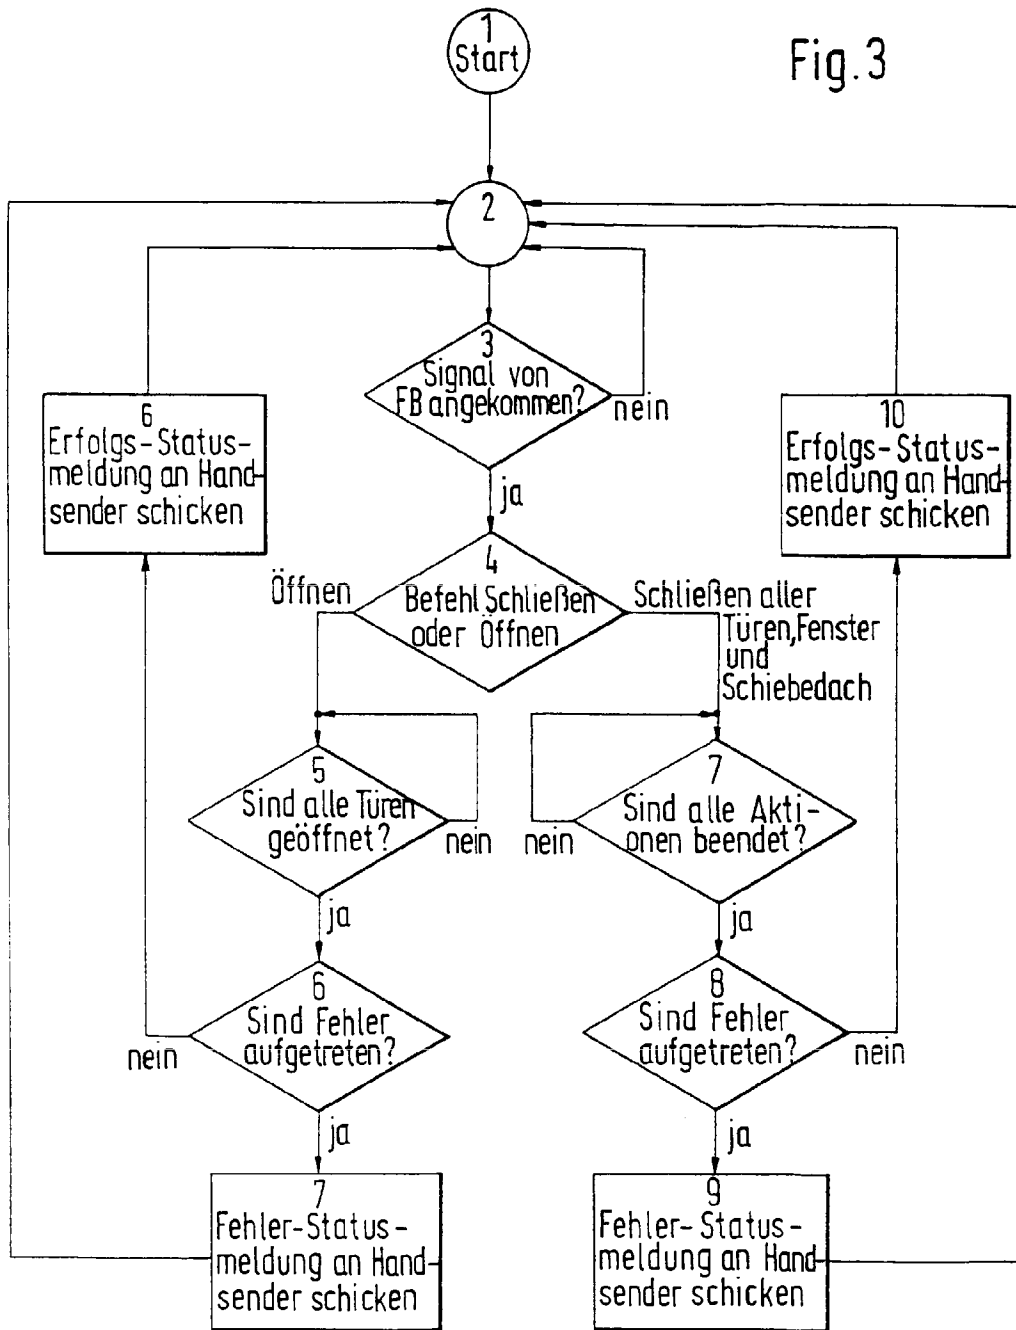 Fig.3
1
Start
2
3
Signal von
FB angekommen?
nein
ja
6
Erfolgs-Status-
meldung an Hand-
sender schicken
10
Erfolgs-Status-
meldung an Hand-
sender schicken
4
Befehl Schließen
oder Öffnen
Öffnen
Schließen aller
Türen,Fenster
und
Schiebedach
5
Sind alle Türen
geöffnet?
nein
ja
7
Sind alle Akti-
onen beendet?
nein
ja
6
Sind Fehler
aufgetreten?
nein
ja
8
Sind Fehler
aufgetreten?
nein
ja
7
Fehler-Status-
meldung an Hand-
sender schicken
9
Fehler-Status-
meldung an Hand-
sender schicken